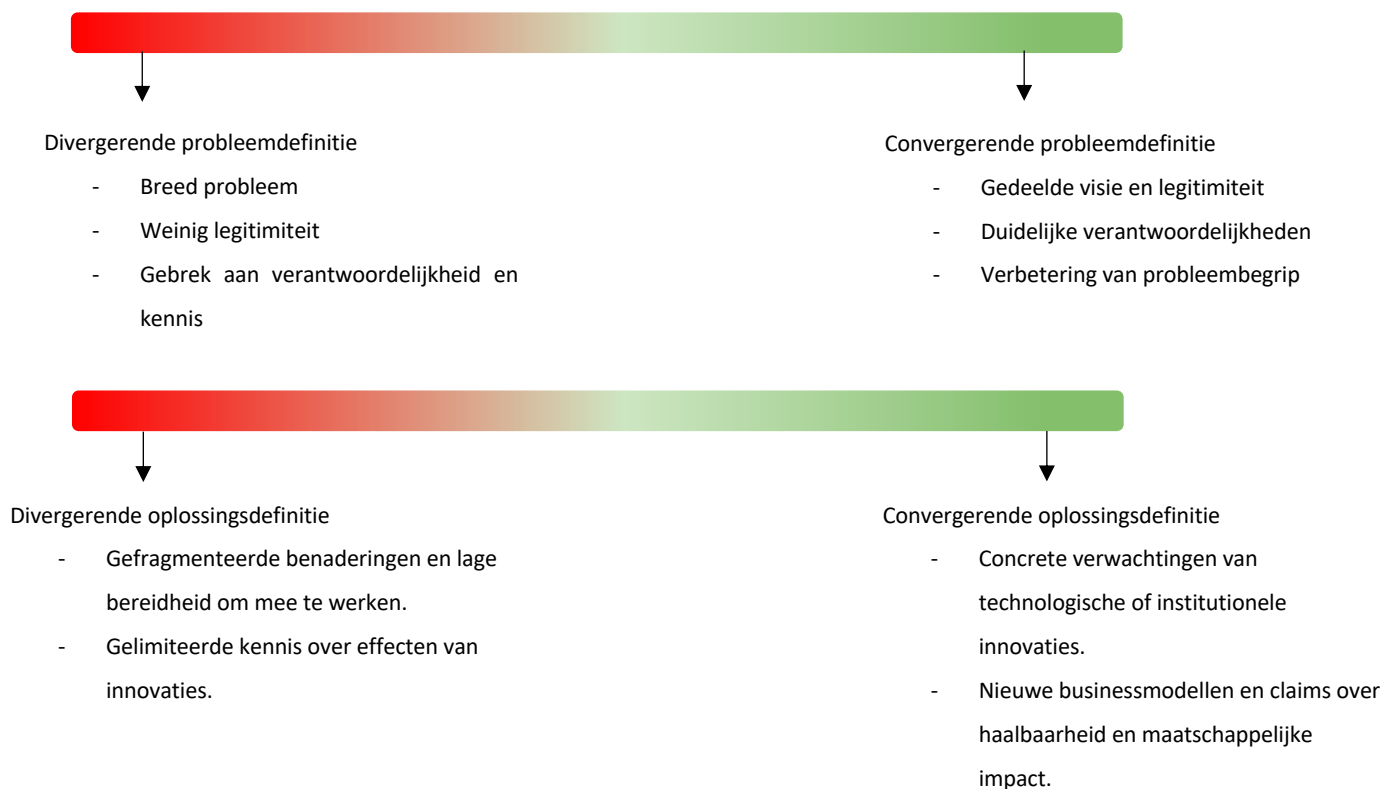 Divergerende probleemdefinitie
- Breed probleem
- Weinig legitimiteit
- Gebrek aan verantwoordelijkheid en
kennis
Convergerende probleemdefinitie
- Gedeelde visie en legitimiteit
- Duidelijke verantwoordelijkheden
- Verbetering van probleembegrip
Divergerende oplossingsdefinitie
- Gefragmenteerde benaderingen en lage
bereidheid om mee te werken.
- Gelimiteerde kennis over effecten van
innovaties.
Convergerende oplossingsdefinitie
- Concrete verwachtingen van
technologische of institutionele
innovaties.
- Nieuwe businessmodellen en claims over
haalbaarheid en maatschappelijke
impact.